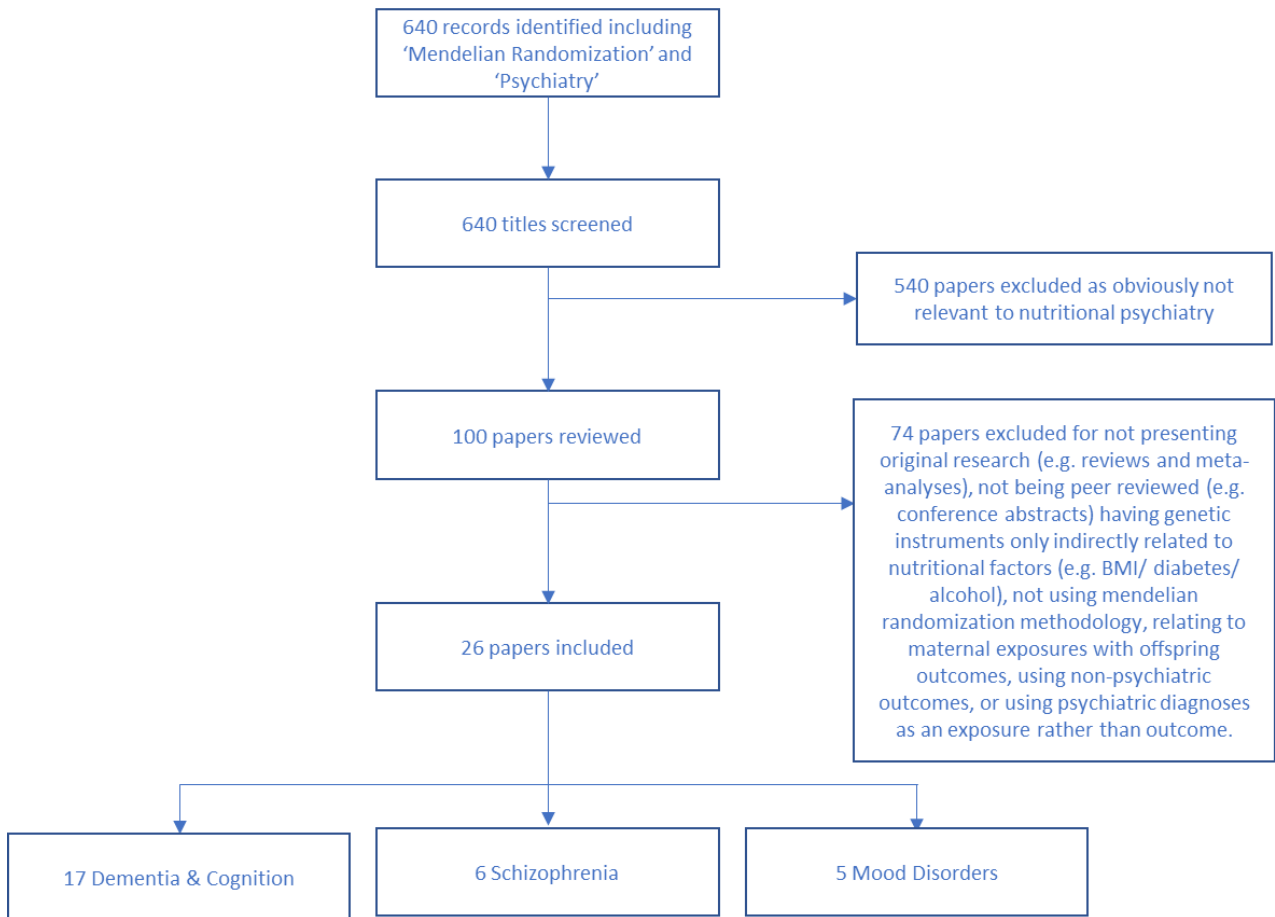 640 records identified including
‘Mendelian Randomization’ and
‘Psychiatry’
640 titles screened
540 papers excluded as obviously not
relevant to nutritional psychiatry
100 papers reviewed
74 papers excluded for not presenting
original research (e.g. reviews and meta-
analyses), not being peer reviewed (e.g.
conference abstracts) having genetic
instruments only indirectly related to
nutritional factors (e.g. BMI/ diabetes/
alcohol), not using mendelian
randomization methodology, relating to
maternal exposures with offspring
outcomes, using non-psychiatric
outcomes, or using psychiatric diagnoses
as an exposure rather than outcome.
26 papers included
17 Dementia & Cognition
6 Schizophrenia
5 Mood Disorders